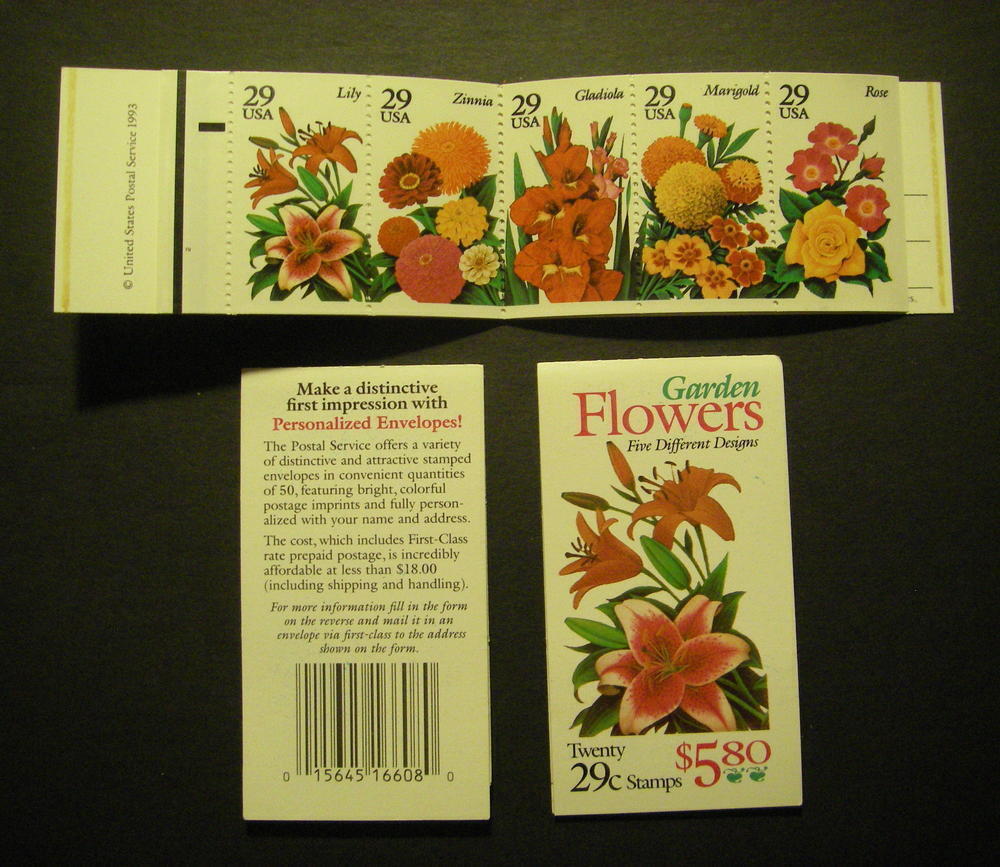 © United States Postal Service 1993
2
29 USA Lily
29 USA Zinnia
29 USA Gladiola
29 USA Marigold
29 USA Rose
Make a distinctive
first impression with
Personalized Envelopes!
The Postal Service offers a variety
of distinctive and attractive stamped
envelopes in convenient quantities
of 50, featuring bright, colorful
postage imprints and fully person-
alized with your name and address.
The cost, which includes First-Class
rate prepaid postage, is incredibly
affordable at less than $18.00
(including shipping and handling).
For more information fill in the form
on the reverse and mail it in an
envelope via first-class to the address
shown on the form.
0 15645 16608 0
Garden
Flowers
Five Different Designs
Twenty
29c Stamps
$5.80